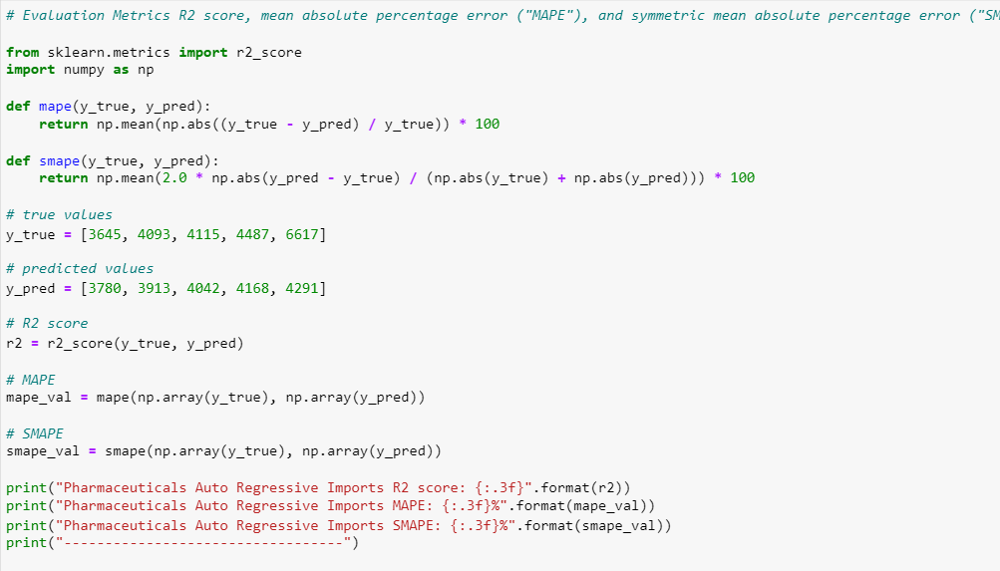 # Evaluation Metrics R2 score, mean absolute percentage error ("MAPE"), and symmetric mean absolute percentage error ("SM
from sklearn.metrics import r2_score
import numpy as np
def mape(y_true, y_pred):
    return np.mean(np.abs((y_true - y_pred) / y_true)) * 100
def smape(y_true, y_pred):
    return np.mean(2.0 * np.abs(y_pred - y_true) / (np.abs(y_true) + np.abs(y_pred))) * 100
# true values
y_true = [3645, 4093, 4115, 4487, 6617]
# predicted values
y_pred = [3780, 3913, 4042, 4168, 4291]
# R2 score
r2 = r2_score(y_true, y_pred)
# MAPE
mape_val = mape(np.array(y_true), np.array(y_pred))
# SMAPE
smape_val = smape(np.array(y_true), np.array(y_pred))
print("Pharmaceuticals Auto Regressive Imports R2 score: {:.3f}".format(r2))
print("Pharmaceuticals Auto Regressive Imports MAPE: {:.3f}%".format(mape_val))
print("Pharmaceuticals Auto Regressive Imports SMAPE: {:.3f}%".format(smape_val))
print("----------------------------------")